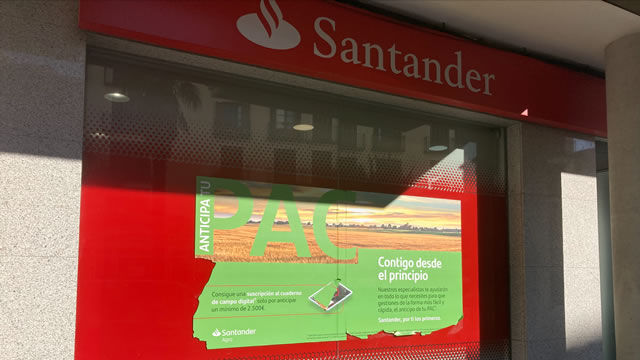 Santander
ANTICIPA TU
PAC
Contigo desde
el principio
Consigue una suscripción al cuaderno
de campo digital, solo por anticipar
un mínimo de 2.500€.
Nuestros especialistas te ayudarán
en todo lo que necesites para que
gestiones de la forma más fácil y
rápida, el anticipo de tu PAC.
Santander, por ti los primeros.
Santander
Agro